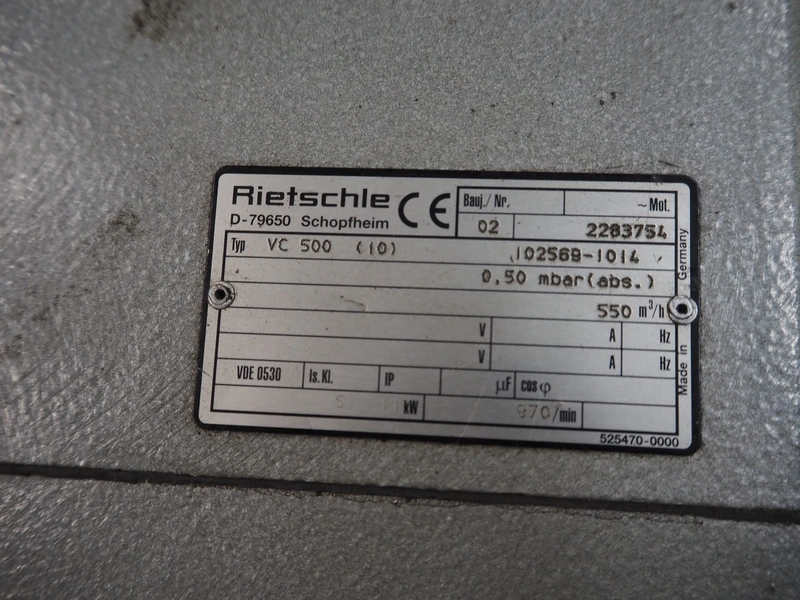 Rietschle CE
D-79650 Schopfheim
Bauj./ Nr. ~Mot.
02 2283754
Typ VC 500 (10) 102569-1014
0,50 mbar(abs.)
550 m³/h
V A Hz
V A Hz
VDE 0530 Is.Kl. IP µF cos φ
kW 970/min
525470-0000
Made in Germany